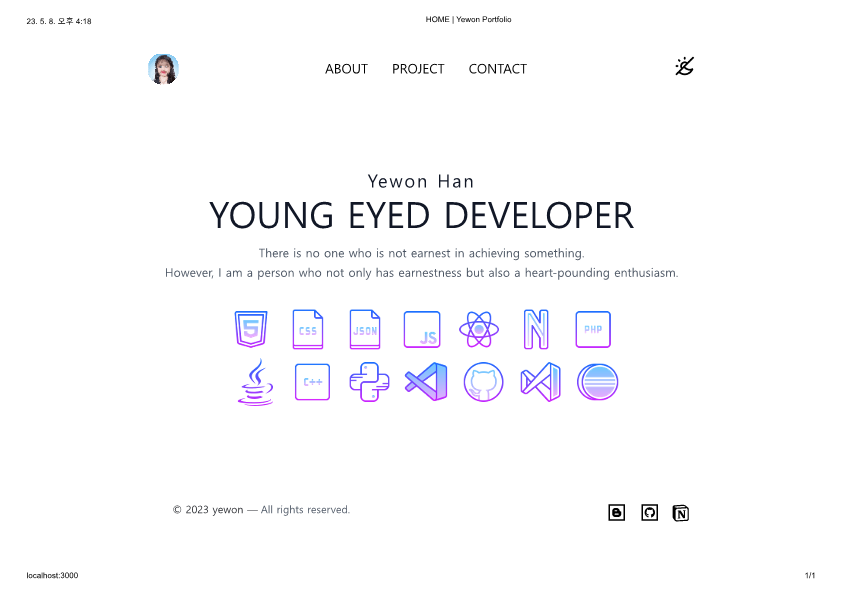 23. 5. 8. 오후 4:18
HOME | Yewon Portfolio
ABOUT PROJECT CONTACT
Yewon Han
YOUNG EYED DEVELOPER
There is no one who is not earnest in achieving something.
However, I am a person who not only has earnestness but also a heart-pounding enthusiasm.
5 CSS JSON JS N PHP
C++
© 2023 yewon — All rights reserved.
N
localhost:3000
1/1